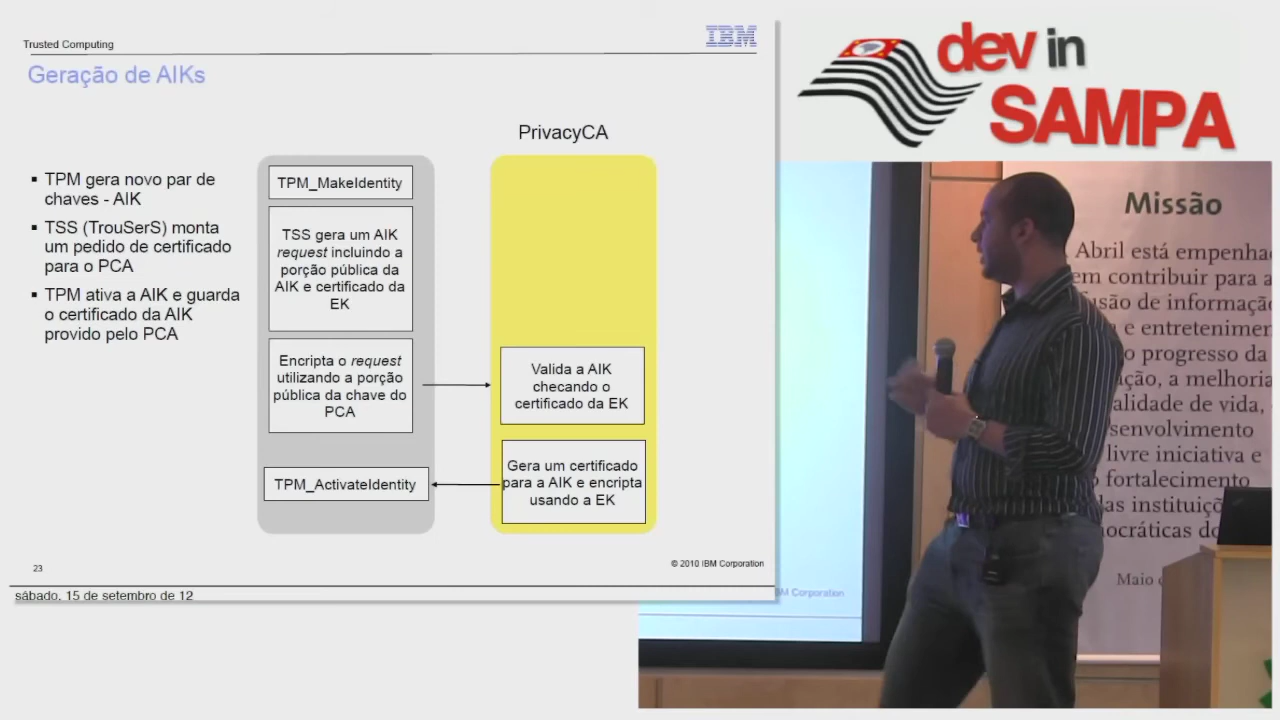 Trusted Computing
IBM
Geração de AIKs
PrivacyCA
▪ TPM gera novo par de
chaves - AIK
▪ TSS (TrouSerS) monta
um pedido de certificado
para o PCA
▪ TPM ativa a AIK e guarda
o certificado da AIK
provido pelo PCA
TPM_MakeIdentity
TSS gera um AIK
request incluindo a
porção pública da
AIK e certificado da
EK
Encripta o request
utilizando a porção
pública da chave do
PCA
TPM_ActivateIdentity
Valida a AIK
checando o
certificado da EK
Gera um certificado
para a AIK e encripta
usando a EK
23
© 2010 IBM Corporation
sábado, 15 de setembro de 12
dev in
SAMPA
Missão
Abril está empenha
em contribuir para a
usão de informaçã
e entretenimen
o progresso da
ção, a melhoria
alidade de vida,
senvolvimento
livre iniciativa e
fortalecimento
das instituiçõ
ocráticas do
Maio
IBM Corporation